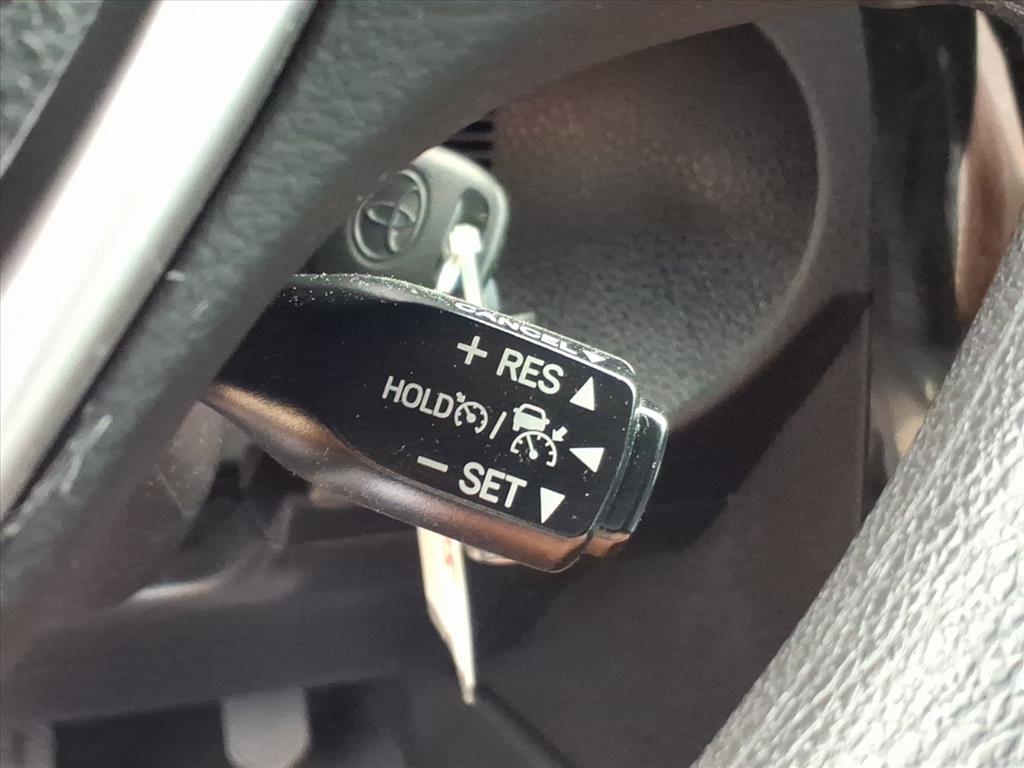 CANCEL ▼
+ RES ▲
HOLD / ◀
− SET ▼